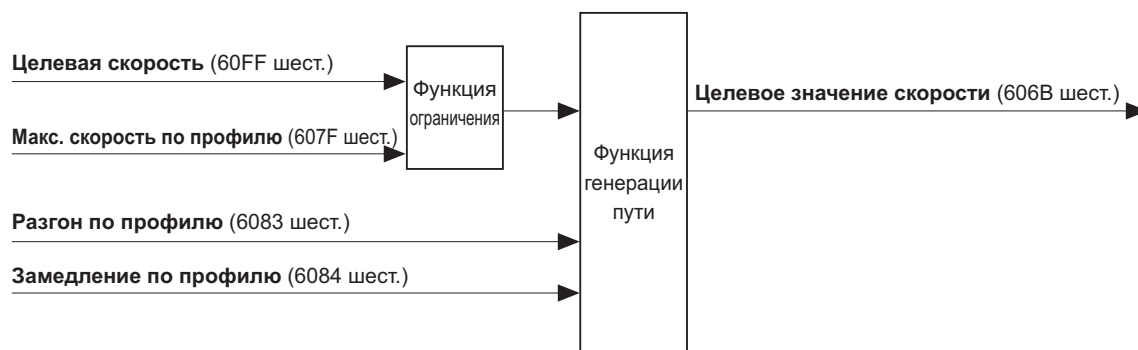 Целевая скорость (60FF шест.)
Макс. скорость по профилю (607F шест.)
Функция
ограничения
Целевое значение скорости (606B шест.)
Функция
генерации
пути
Разгон по профилю (6083 шест.)
Замедление по профилю (6084 шест.)